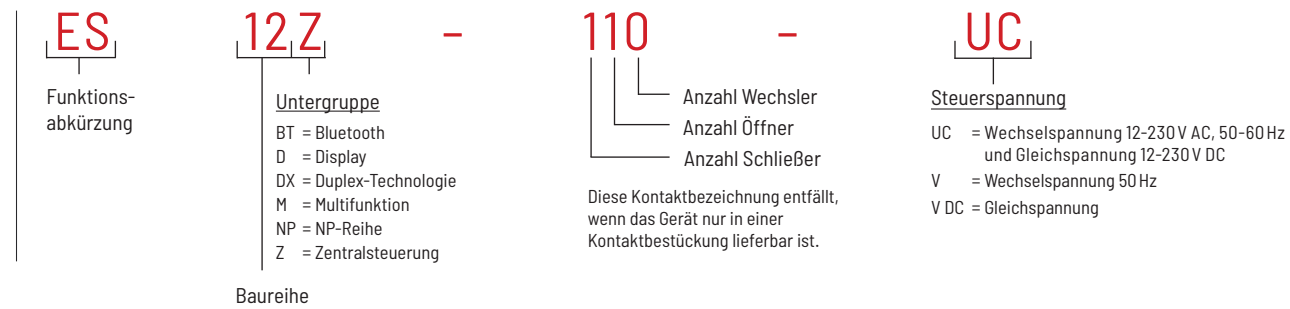 ES 12Z - 110 - UC
Funktions-
abkürzung
Untergruppe
BT = Bluetooth
D = Display
DX = Duplex-Technologie
M = Multifunktion
NP = NP-Reihe
Z = Zentralsteuerung
Baureihe
Anzahl Wechsler
Anzahl Öffner
Anzahl Schließer
Diese Kontaktbezeichnung entfällt,
wenn das Gerät nur in einer
Kontaktbestückung lieferbar ist.
Steuerspannung
UC = Wechselspannung 12-230 V AC, 50-60 Hz
und Gleichspannung 12-230 V DC
V = Wechselspannung 50 Hz
V DC = Gleichspannung